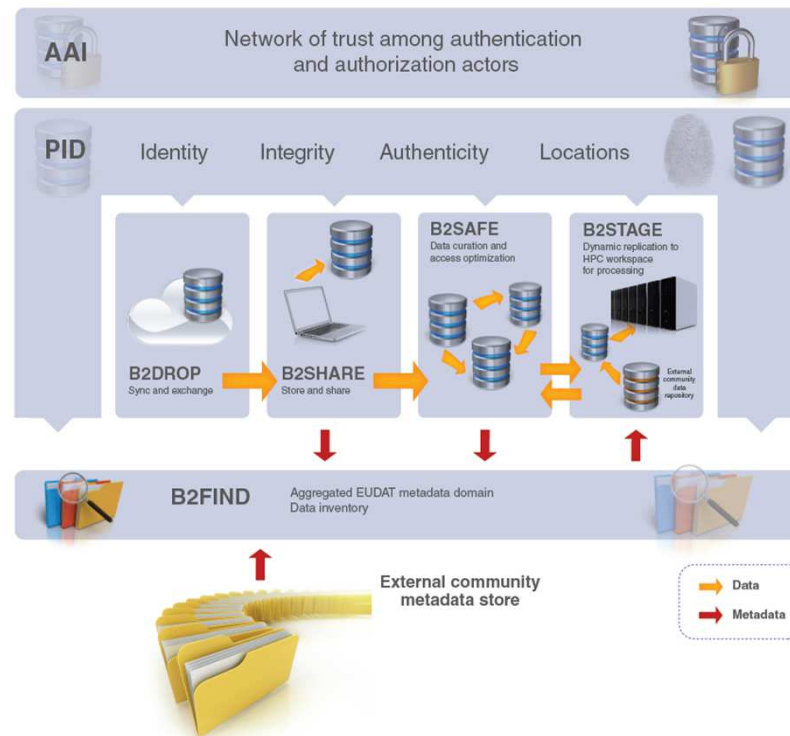 AAI
Network of trust among authentication
and authorization actors
PID
Identity
Integrity
Authenticity
Locations
B2DROP
Sync and exchange
B2SHARE
Store and share
B2SAFE
Data curation and
access optimization
B2STAGE
Dynamic replication to
HPC workspace
for processing
External
community
data
repository
B2FIND
Aggregated EUDAT metadata domain
Data inventory
External community
metadata store
Data
Metadata